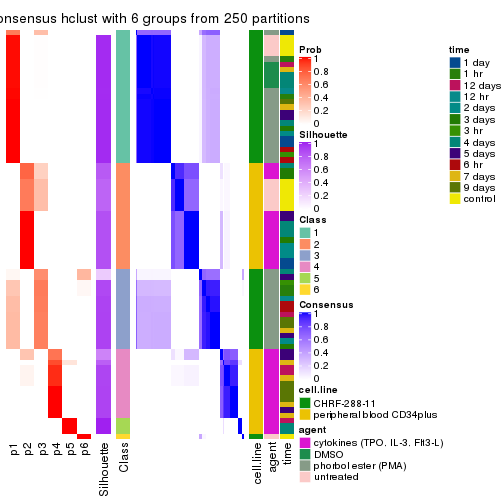 onsensus hclust with 6 groups from 250 partitions
Prob
1
0.8
0.6
0.4
0.2
0
Silhouette
1
0.8
0.6
0.4
0.2
0
Class
1
2
3
4
5
6
Consensus
1
0.8
0.6
0.4
0.2
0
cell.line
CHRF-288-11
peripheral blood CD34plus
agent
cytokines (TPO, IL-3, Flt3-L)
DMSO
phorbol ester (PMA)
untreated
time
1 day
1 hr
12 days
12 hr
2 days
3 days
3 hr
4 days
5 days
6 hr
7 days
9 days
control
p1
p2
p3
p4
p5
p6
Silhouette
Class
cell.line
agent
time